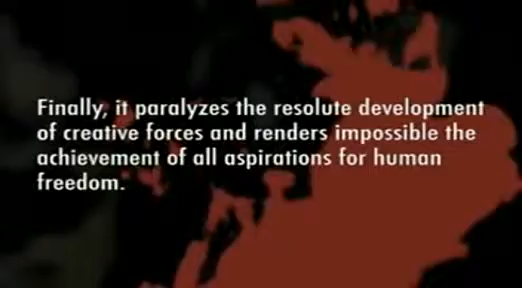 Finally, it paralyzes the resolute development
of creative forces and renders impossible the
achievement of all aspirations for human
freedom.